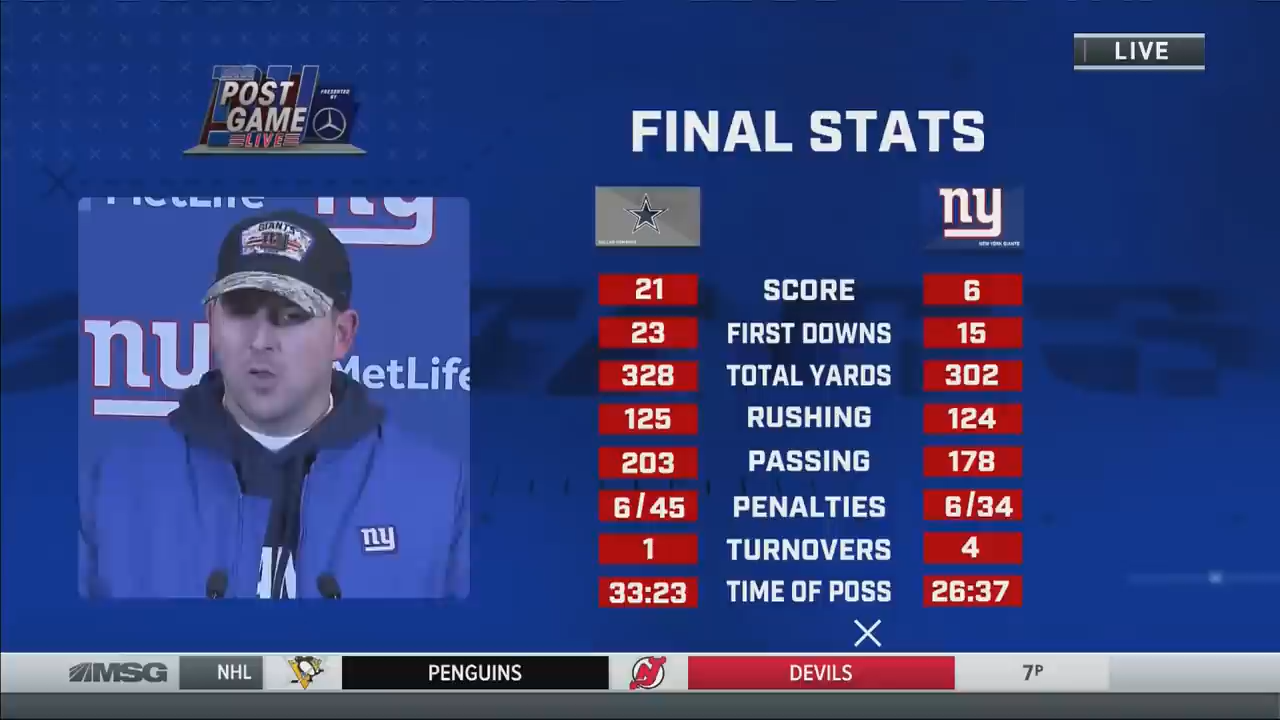 LIVE
POST
GAME
LIVE
PRESENTED
BY
FINAL STATS
DALLAS COWBOYS
ny
NEW YORK GIANTS
21 SCORE 6
23 FIRST DOWNS 15
328 TOTAL YARDS 302
125 RUSHING 124
203 PASSING 178
6/45 PENALTIES 6/34
1 TURNOVERS 4
33:23 TIME OF POSS 26:37
MetLife
ny
GIANTS
ny
MetLife
ny
MSG NHL PENGUINS DEVILS 7P